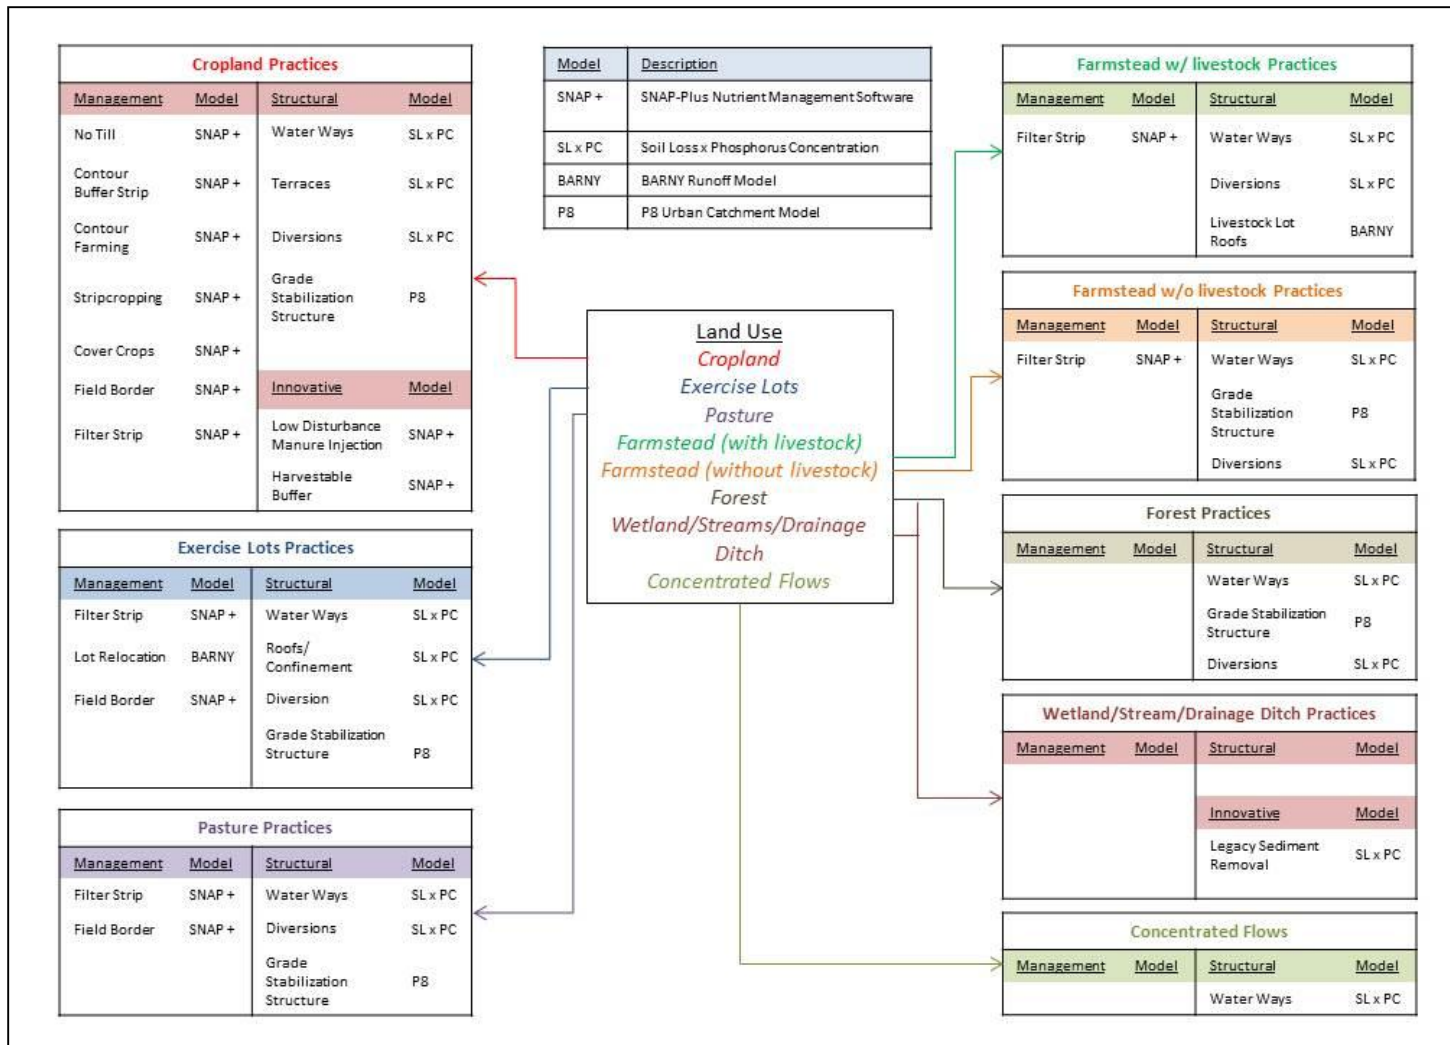 Cropland Practices
Management Model Structural Model
No Till SNAP + Water Ways SL x PC
Contour
Buffer Strip SNAP + Terraces SL x PC
Contour
Farming SNAP + Diversions SL x PC
Stripcropping SNAP + Grade
Stabilization
Structure P8
Cover Crops SNAP +
Field Border SNAP + Innovative Model
Filter Strip SNAP + Low Disturbance
Manure Injection SNAP +
Harvestable
Buffer SNAP +
Exercise Lots Practices
Management Model Structural Model
Filter Strip SNAP + Water Ways SL x PC
Lot Relocation BARNY Roofs/
Confinement SL x PC
Field Border SNAP + Diversion SL x PC
Grade Stabilization
Structure P8
Pasture Practices
Management Model Structural Model
Filter Strip SNAP + Water Ways SL x PC
Field Border SNAP + Diversions SL x PC
Grade
Stabilization
Structure P8
Model Description
SNAP + SNAP-Plus Nutrient Management Software
SL x PC Soil Loss x Phosphorus Concentration
BARNY BARNY Runoff Model
P8 P8 Urban Catchment Model
Land Use
Cropland
Exercise Lots
Pasture
Farmstead (with livestock)
Farmstead (without livestock)
Forest
Wetland/Streams/Drainage
Ditch
Concentrated Flows
Farmstead w/ livestock Practices
Management Model Structural Model
Filter Strip SNAP + Water Ways SL x PC
Diversions SL x PC
Livestock Lot
Roofs BARNY
Farmstead w/o livestock Practices
Management Model Structural Model
Filter Strip SNAP + Water Ways SL x PC
Grade
Stabilization
Structure P8
Diversions SL x PC
Forest Practices
Management Model Structural Model
Water Ways SL x PC
Grade Stabilization
Structure P8
Diversions SL x PC
Wetland/Stream/Drainage Ditch Practices
Management Model Structural Model
Innovative Model
Legacy Sediment
Removal SL x PC
Concentrated Flows
Management Model Structural Model
Water Ways SL x PC